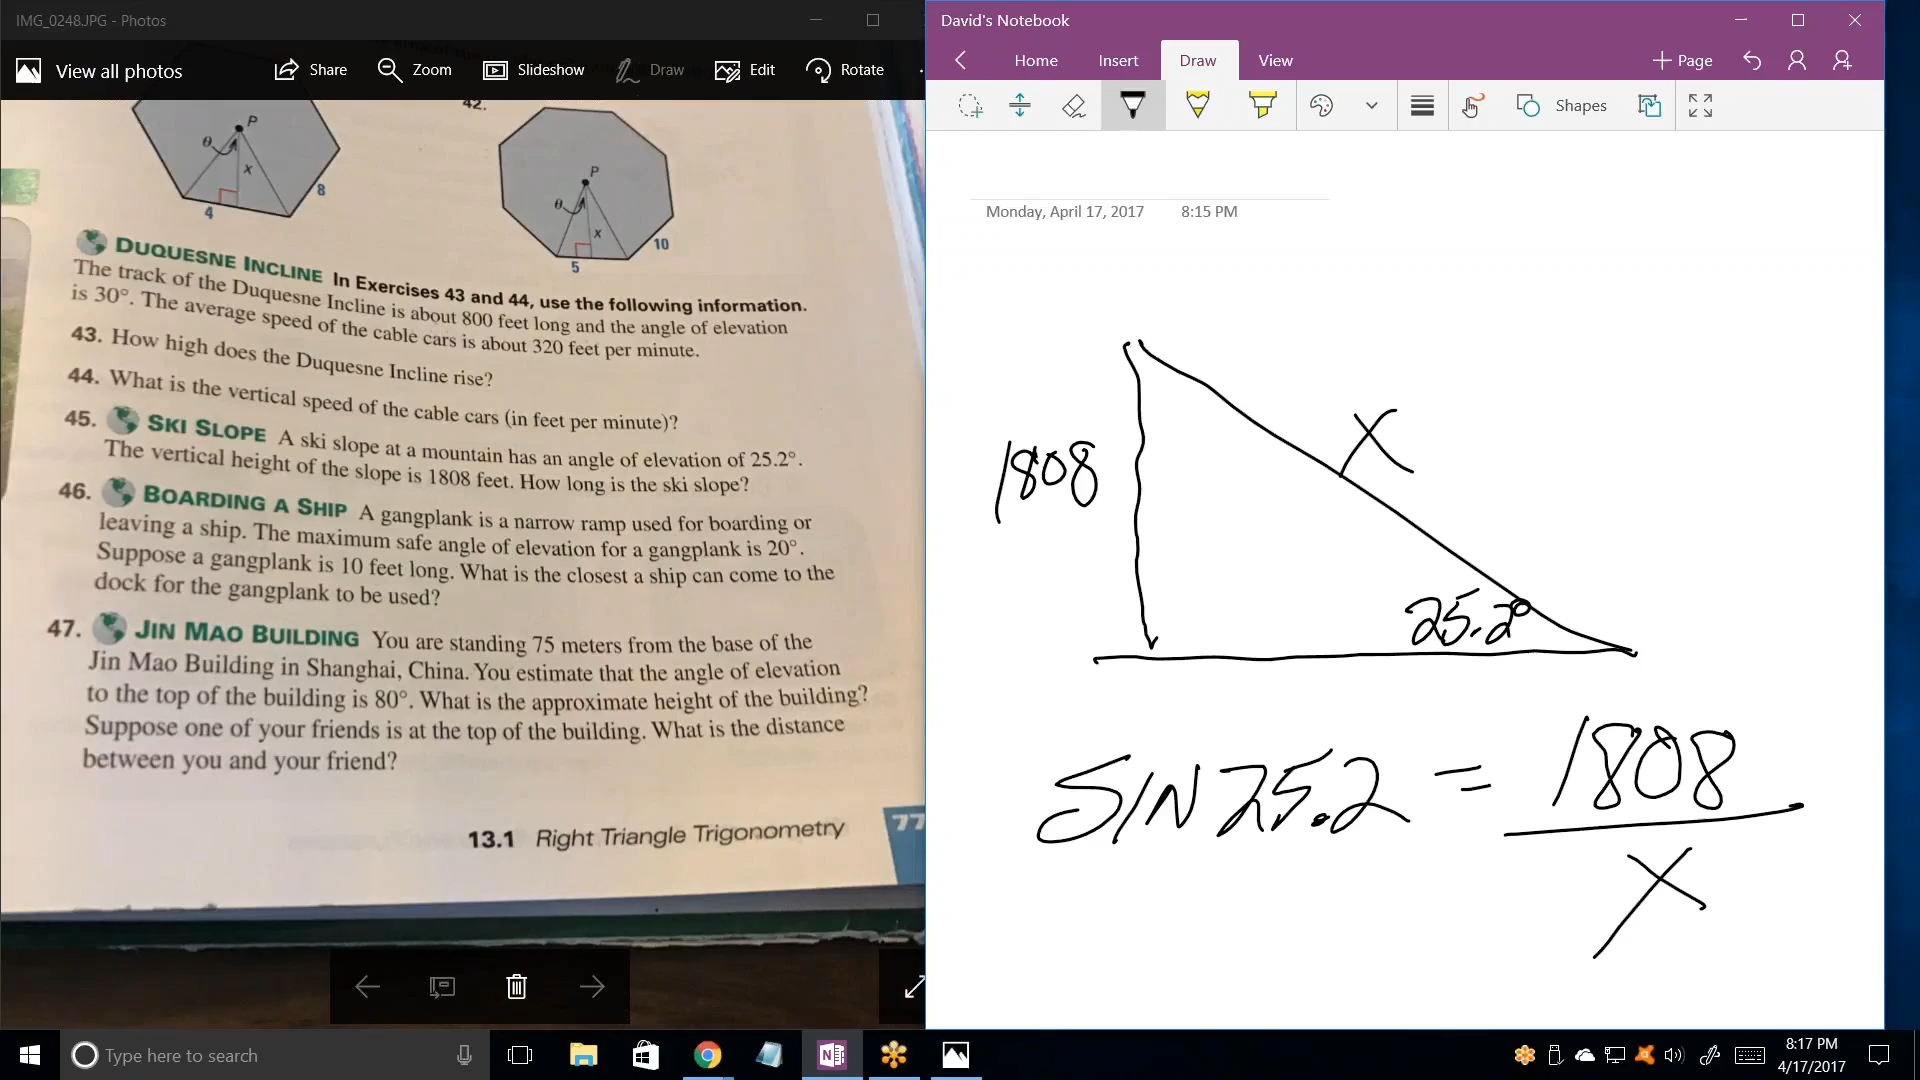 IMG_0248.JPG - Photos
View all photos
Share
Zoom
Slideshow
Draw
Edit
Rotate
42.
P
θ
x
8
4
P
θ
x
10
5
DUQUESNE INCLINE In Exercises 43 and 44, use the following information.
The track of the Duquesne Incline is about 800 feet long and the angle of elevation
is 30°. The average speed of the cable cars is about 320 feet per minute.
43. How high does the Duquesne Incline rise?
44. What is the vertical speed of the cable cars (in feet per minute)?
45. SKI SLOPE A ski slope at a mountain has an angle of elevation of 25.2°.
The vertical height of the slope is 1808 feet. How long is the ski slope?
46. BOARDING A SHIP A gangplank is a narrow ramp used for boarding or
leaving a ship. The maximum safe angle of elevation for a gangplank is 20°.
Suppose a gangplank is 10 feet long. What is the closest a ship can come to the
dock for the gangplank to be used?
47. JIN MAO BUILDING You are standing 75 meters from the base of the
Jin Mao Building in Shanghai, China. You estimate that the angle of elevation
to the top of the building is 80°. What is the approximate height of the building?
Suppose one of your friends is at the top of the building. What is the distance
between you and your friend?
13.1 Right Triangle Trigonometry
77
David's Notebook
Home
Insert
Draw
View
Page
Shapes
Monday, April 17, 2017
8:15 PM
1808
X
25.2°
SIN 25.2 = 1808
X
Type here to search
8:17 PM
4/17/2017